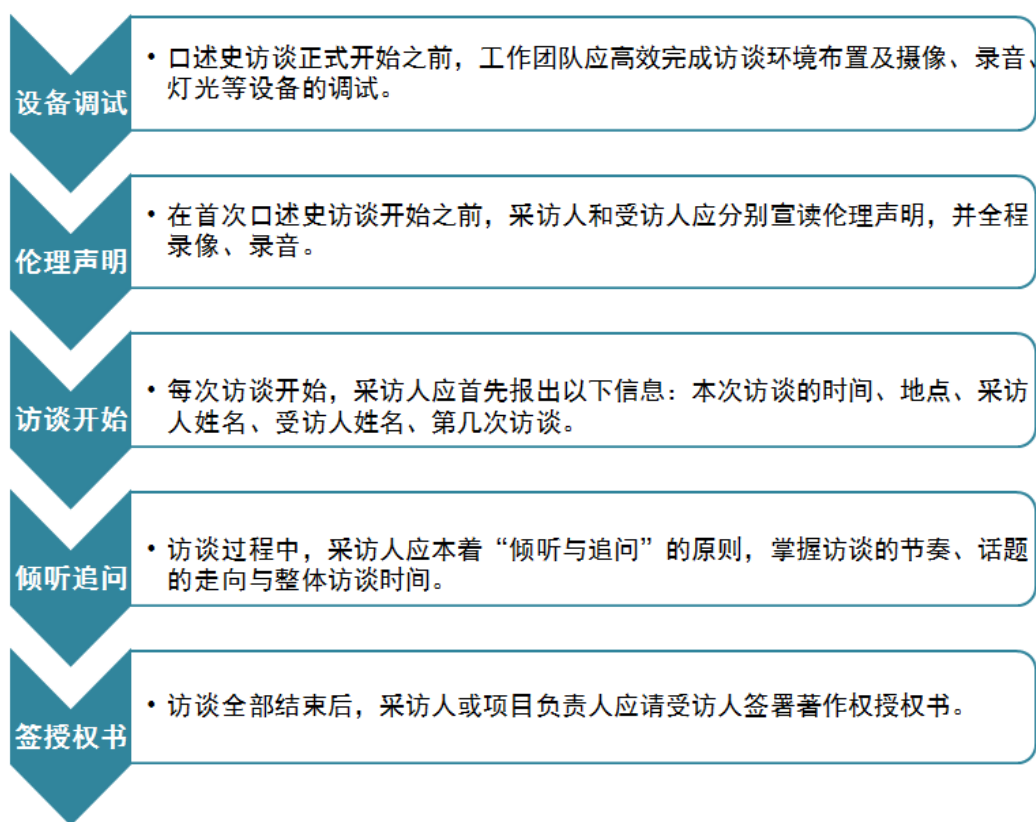 设备调试
• 口述史访谈正式开始之前，工作团队应高效完成访谈环境布置及摄像、录音、
灯光等设备的调试。
伦理声明
• 在首次口述史访谈开始之前，采访人和受访人应分别宣读伦理声明，并全程
录像、录音。
访谈开始
• 每次访谈开始，采访人应首先报出以下信息：本次访谈的时间、地点、采访
人姓名、受访人姓名、第几次访谈。
倾听追问
• 访谈过程中，采访人应本着“倾听与追问”的原则，掌握访谈的节奏、话题
的走向与整体访谈时间。
签授权书
• 访谈全部结束后，采访人或项目负责人应请受访人签署著作权授权书。